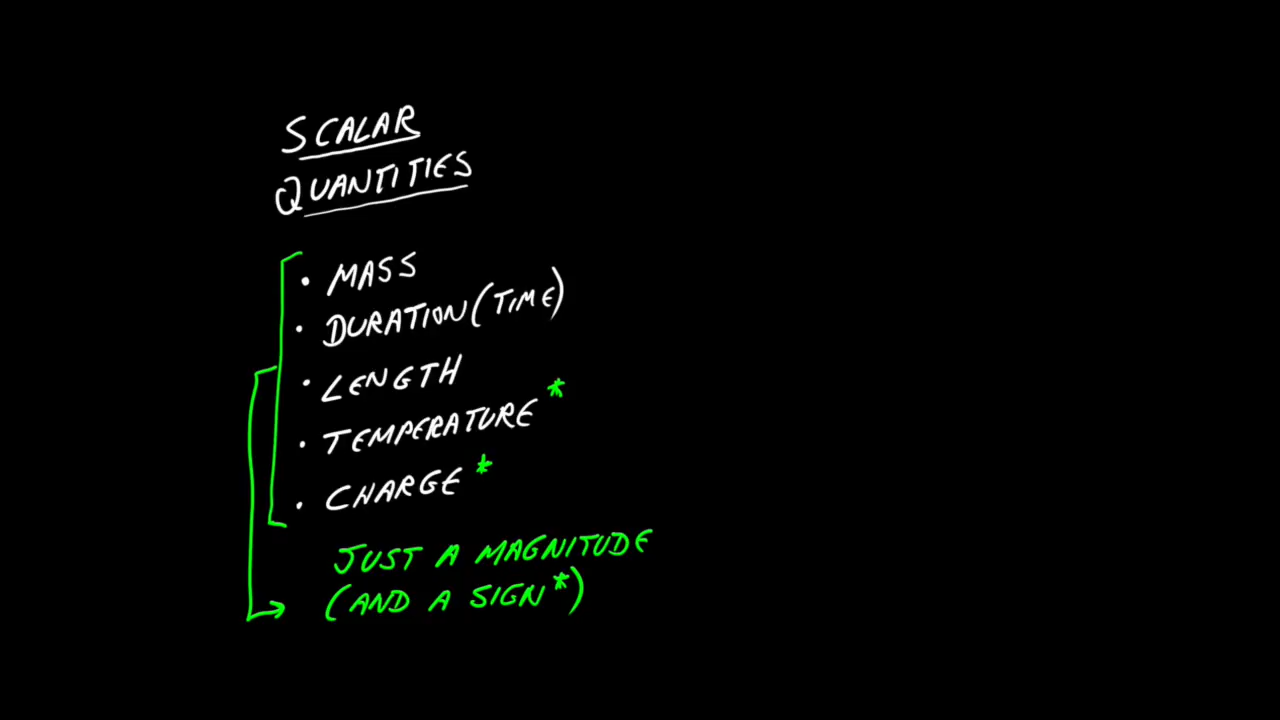 SCALAR
QUANTITIES
• MASS
• DURATION (TIME)
• LENGTH
• TEMPERATURE *
• CHARGE *
JUST A MAGNITUDE
(AND A SIGN *)